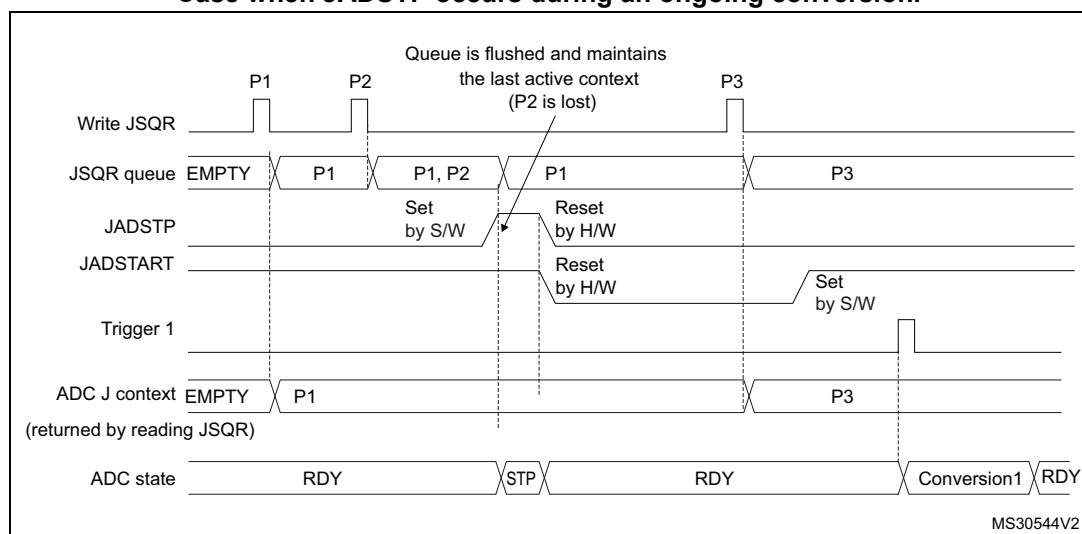 Case when JADSTP occurs during an ongoing conversion.
Queue is flushed and maintains
the last active context
(P2 is lost)
P1
P2
P3
Write JSQR
JSQR queue
EMPTY
P1
P1, P2
P1
P3
Set
by S/W
Reset
by H/W
JADSTP
JADSTART
Reset
by H/W
Set
by S/W
Trigger 1
ADC J context
EMPTY
P1
P3
(returned by reading JSQR)
ADC state
RDY
STP
RDY
Conversion1
RDY
MS30544V2